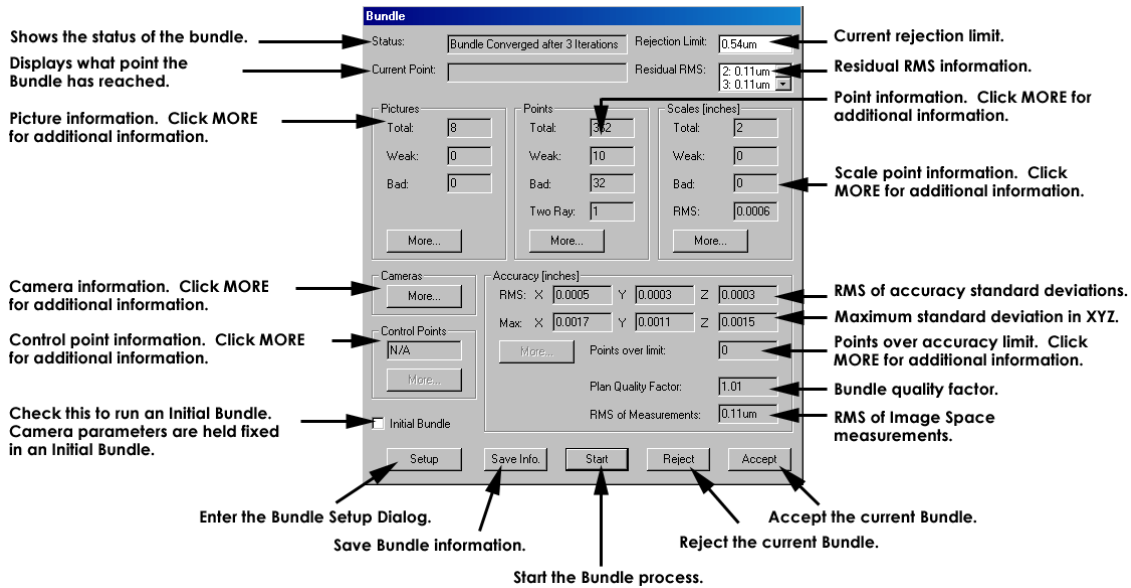 Bundle
Shows the status of the bundle.
Status:
Bundle Converged after 3 Iterations
Rejection Limit:
0.54um
Current rejection limit.
Displays what point the
Bundle has reached.
Current Point:
Residual RMS:
2: 0.11um
3: 0.11um
Residual RMS information.
Point information. Click MORE for
additional information.
Picture information. Click MORE
for additional information.
Pictures
Total:
8
Weak:
0
Bad:
0
More...
Points
Total:
Weak:
10
Bad:
32
Two Ray:
1
More...
Scales [inches]
Total:
2
Weak:
0
Bad:
0
RMS:
0.0006
More...
Scale point information. Click
MORE for additional information.
Camera information. Click MORE
for additional information.
Cameras
More...
Control point information. Click MORE
for additional information.
Control Points
N/A
More...
Accuracy [inches]
RMS: X 0.0005 Y 0.0003 Z 0.0003
RMS of accuracy standard deviations.
Max: X 0.0017 Y 0.0011 Z 0.0015
Maximum standard deviation in XYZ.
More...
Points over limit:
0
Points over accuracy limit. Click
MORE for additional information.
Plan Quality Factor:
1.01
Bundle quality factor.
RMS of Measurements:
0.11um
RMS of Image Space
measurements.
Check this to run an Initial Bundle.
Camera parameters are held fixed
in an Initial Bundle.
Initial Bundle
Setup
Save Info.
Start
Reject
Accept
Enter the Bundle Setup Dialog.
Accept the current Bundle.
Save Bundle information.
Reject the current Bundle.
Start the Bundle process.